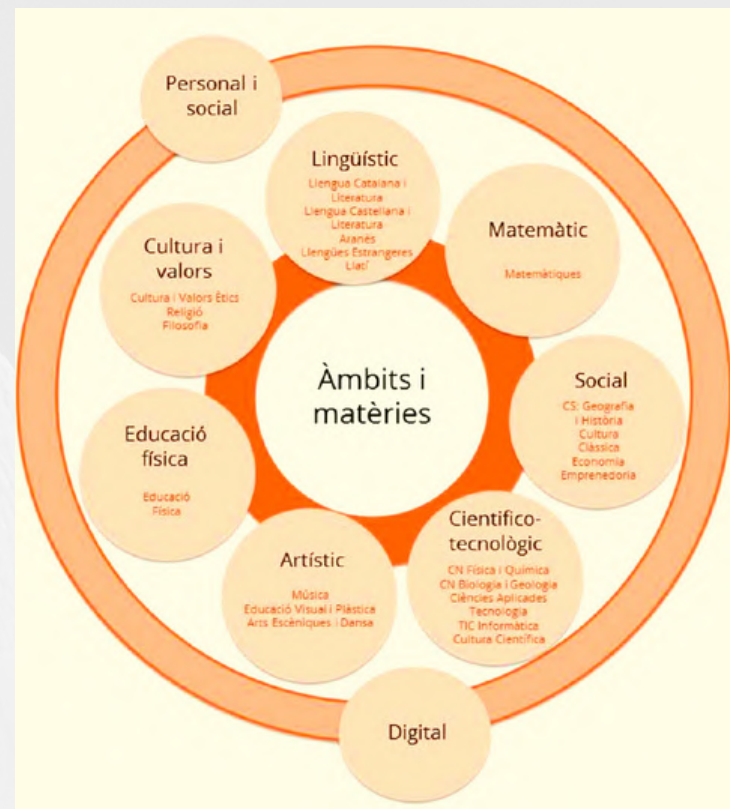 Personal i
social
Lingüístic
Llengua Catalana i
Literatura
Llengua Castellana i
Literatura
Aranès
Llengües Estrangeres
Llatí
Matemàtic
Matemàtiques
Cultura i
valors
Cultura i Valors Ètics
Religió
Filosofia
Àmbits i
matèries
Social
CS: Geografia
i Història
Cultura
Clàssica
Economia
Emprenedoria
Educació
física
Educació
Física
Cientifico-
tecnològic
CN Física i Química
CN Biologia i Geologia
Ciències Aplicades
Tecnologia
TIC Informàtica
Cultura Científica
Artístic
Música
Educació Visual i Plàstica
Arts Escèniques i Dansa
Digital